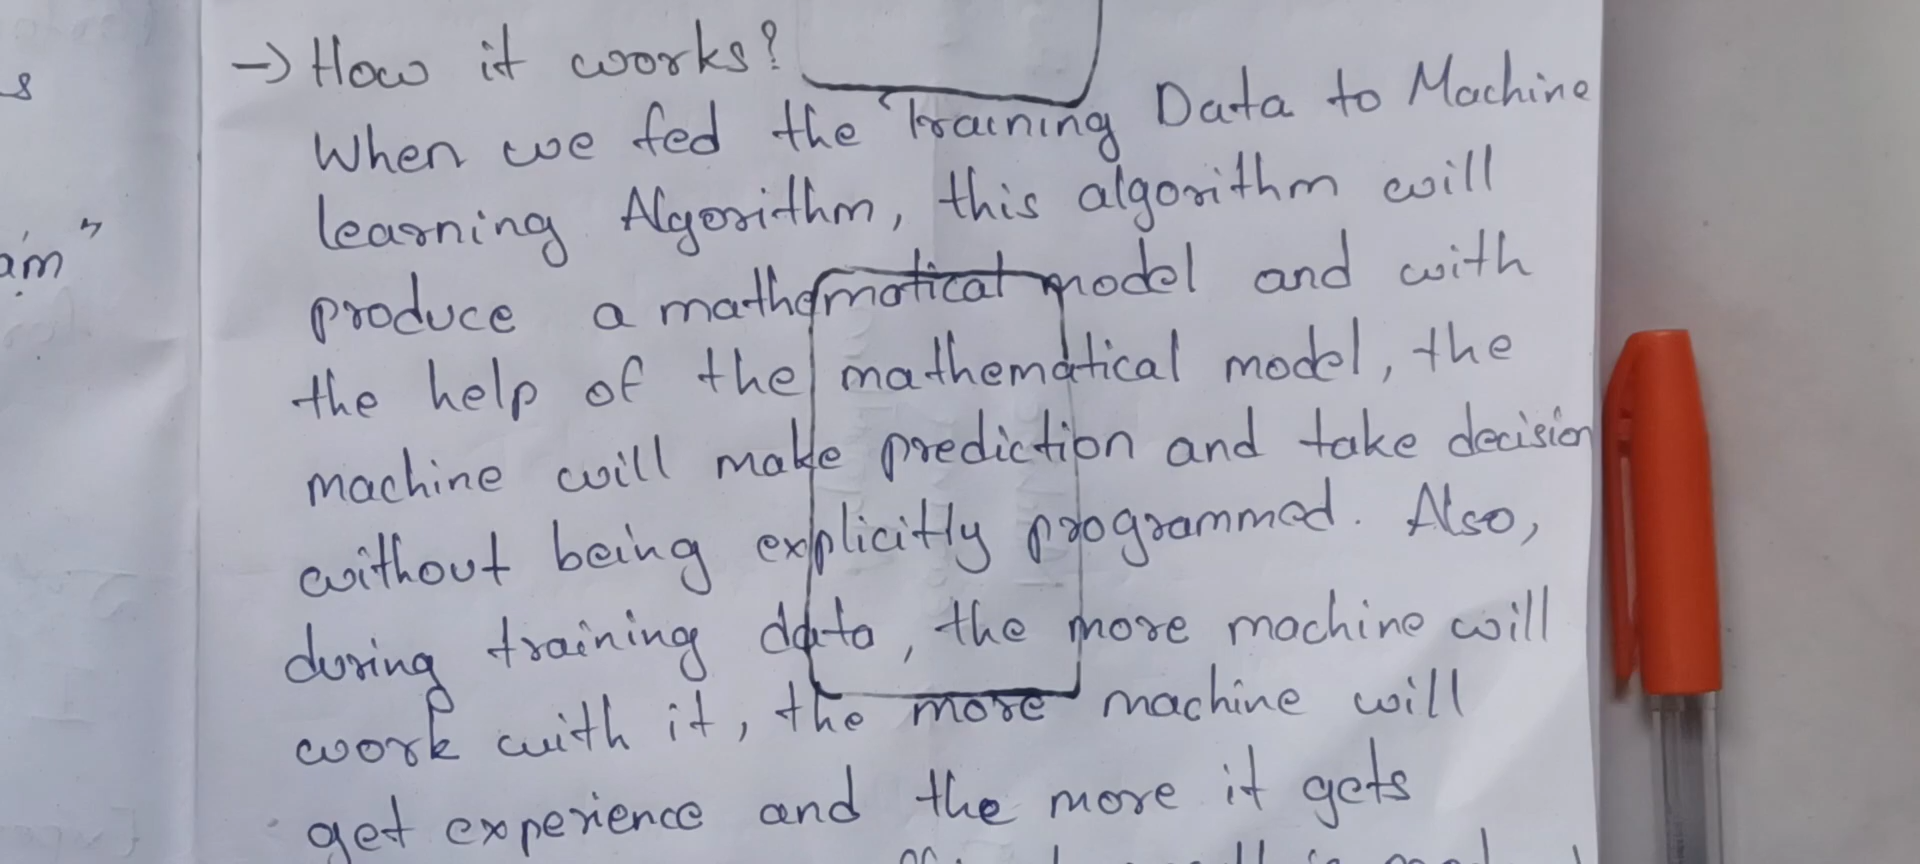 → How it works?
When we fed the Training Data to Machine
learning Algorithm, this algorithm will
produce a mathematical model and with
the help of the mathematical model, the
machine will make prediction and take decision
without being explicitly programmed. Also,
during training data, the more machine will
work with it, the more machine will
get experience and the more it gets